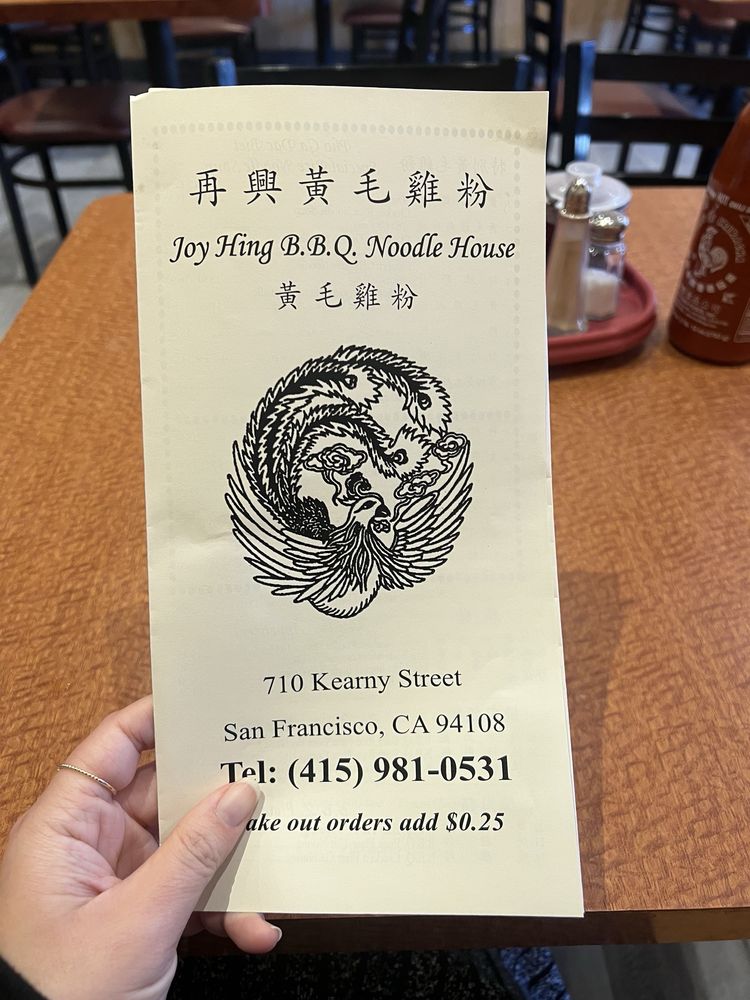 再興黃毛雞粉
Joy Hing B.B.Q. Noodle House
黃毛雞粉
710 Kearny Street
San Francisco, CA 94108
Tel: (415) 981-0531
ake out orders add $0.25